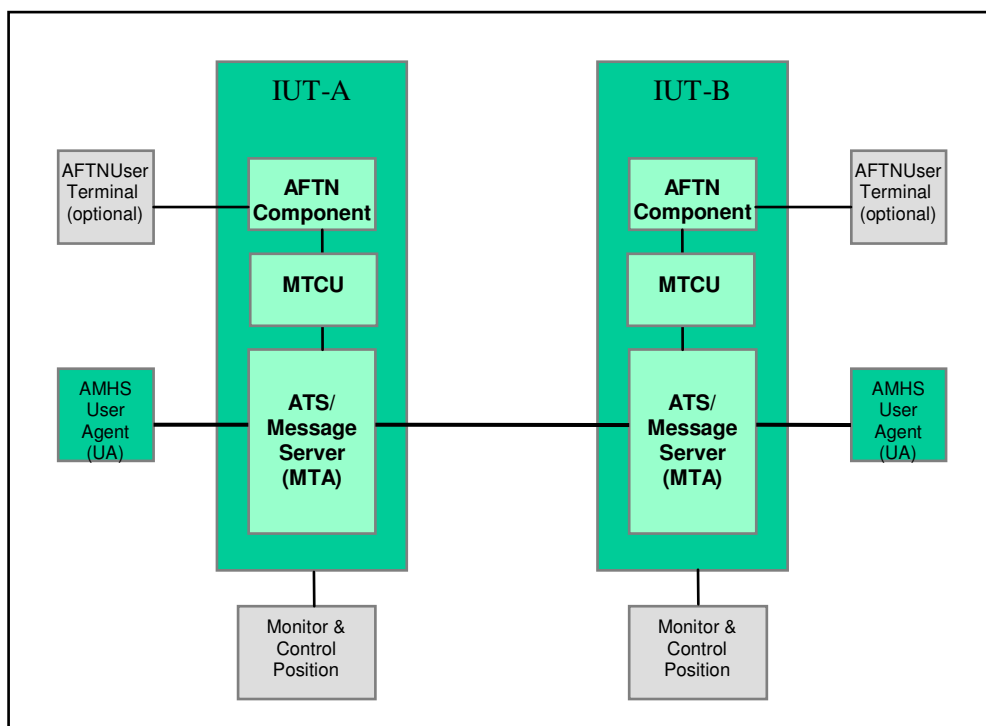 IUT-A
IUT-B
AFTNUser
Terminal
(optional)
AFTN
Component
AFTN
Component
AFTNUser
Terminal
(optional)
MTCU
MTCU
AMHS
User
Agent
(UA)
ATS/
Message
Server
(MTA)
ATS/
Message
Server
(MTA)
AMHS
User
Agent
(UA)
Monitor &
Control
Position
Monitor &
Control
Position